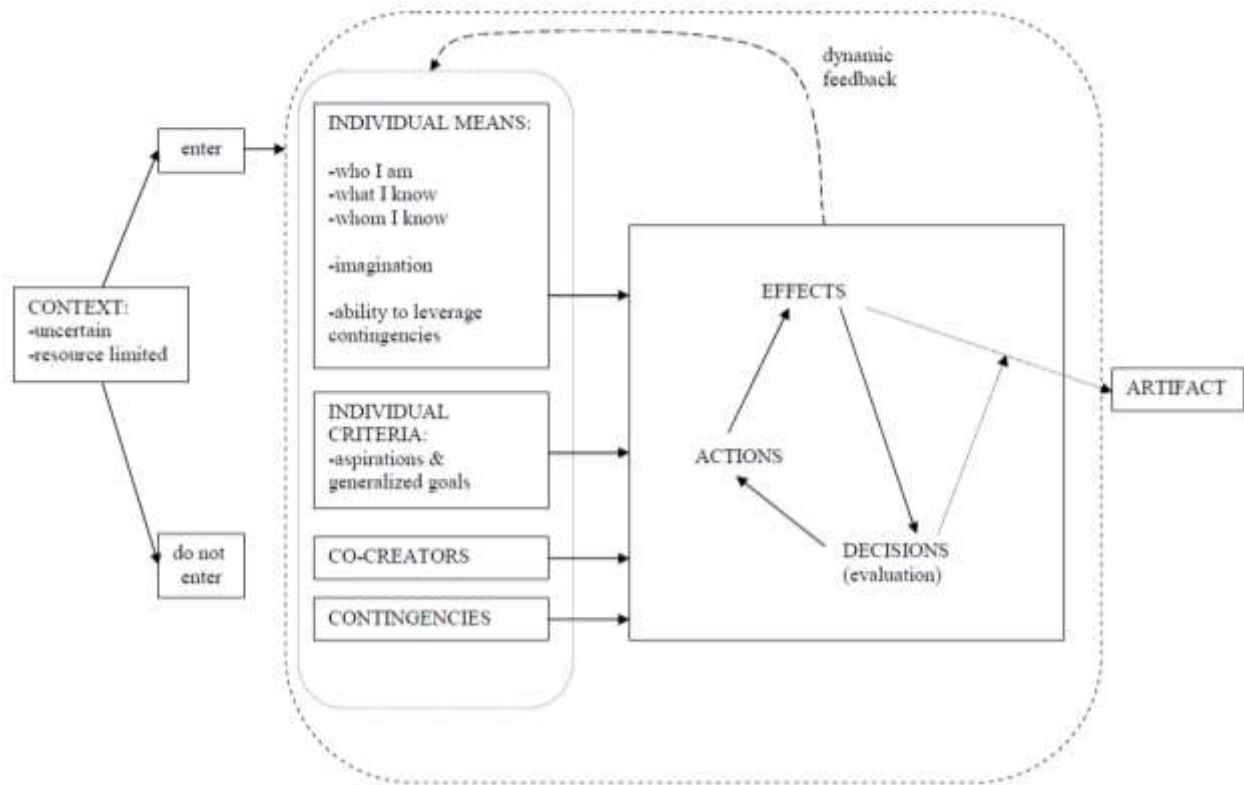 dynamic
feedback
INDIVIDUAL MEANS:
-who I am
-what I know
-whom I know
-imagination
-ability to leverage
contingencies
enter
CONTEXT:
-uncertain
-resource limited
do not
enter
INDIVIDUAL
CRITERIA:
-aspirations &
generalized goals
CO-CREATORS
CONTINGENCIES
EFFECTS
ACTIONS
DECISIONS
(evaluation)
ARTIFACT